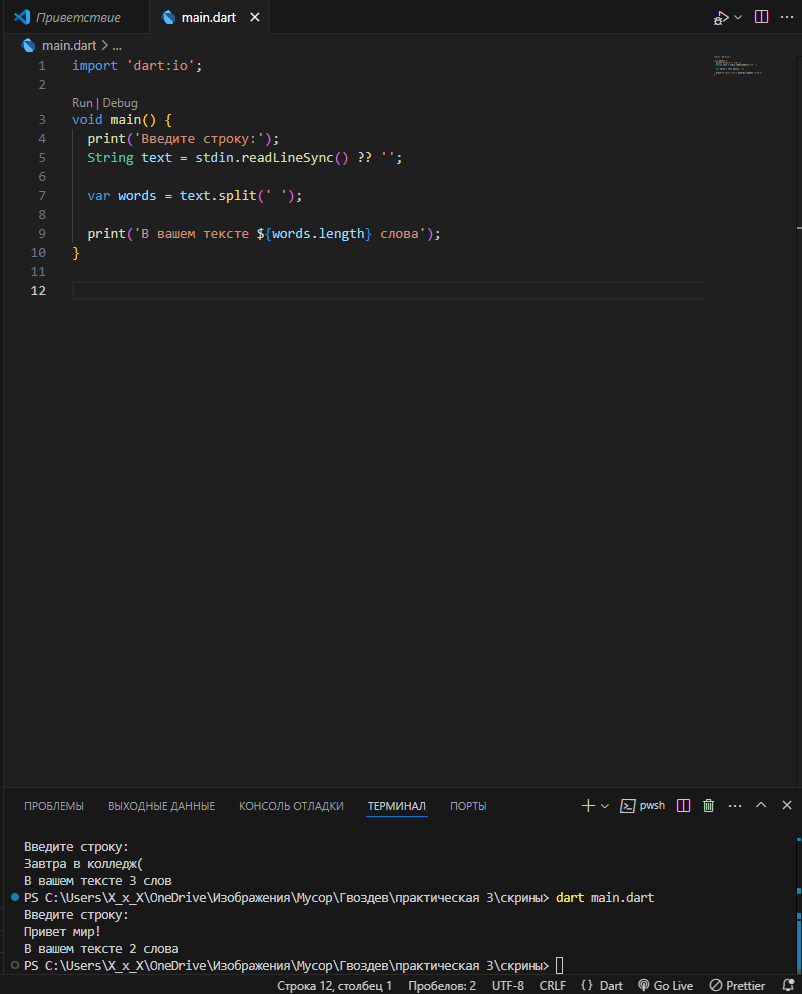 Приветствие
main.dart
main.dart > ...
1 import 'dart:io';
2
Run | Debug
3 void main() {
4 print('Введите строку:');
5 String text = stdin.readLineSync() ?? '';
6
7 var words = text.split(' ');
8
9 print('В вашем тексте ${words.length} слова');
10 }
11
12
ПРОБЛЕМЫ ВЫХОДНЫЕ ДАННЫЕ КОНСОЛЬ ОТЛАДКИ ТЕРМИНАЛ ПОРТЫ pwsh
Введите строку:
Завтра в колледж(
В вашем тексте 3 слов
PS C:\Users\X_x_X\OneDrive\Изображения\Мусор\Гвоздев\практическая 3\скрины> dart main.dart
Введите строку:
Привет мир!
В вашем тексте 2 слова
PS C:\Users\X_x_X\OneDrive\Изображения\Мусор\Гвоздев\практическая 3\скрины>
Строка 12, столбец 1 Пробелов: 2 UTF-8 CRLF {} Dart Go Live Prettier